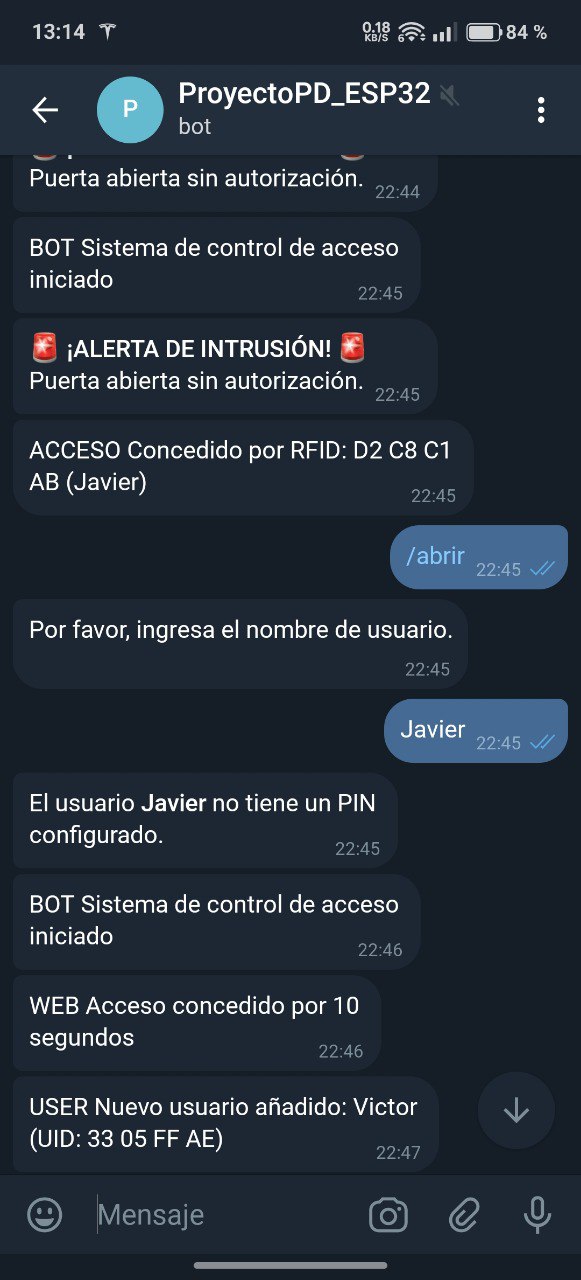 13:14
0.18
KB/S
6
84 %
P
ProyectoPD_ESP32
bot
Puerta abierta sin autorización. 22:44
BOT Sistema de control de acceso
iniciado
22:45
¡ALERTA DE INTRUSIÓN!
Puerta abierta sin autorización. 22:45
ACCESO Concedido por RFID: D2 C8 C1
AB (Javier)
22:45
/abrir 22:45
Por favor, ingresa el nombre de usuario.
22:45
Javier 22:45
El usuario Javier no tiene un PIN
configurado.
22:45
BOT Sistema de control de acceso
iniciado
22:46
WEB Acceso concedido por 10
segundos
22:46
USER Nuevo usuario añadido: Victor
(UID: 33 05 FF AE)
22:47
Mensaje